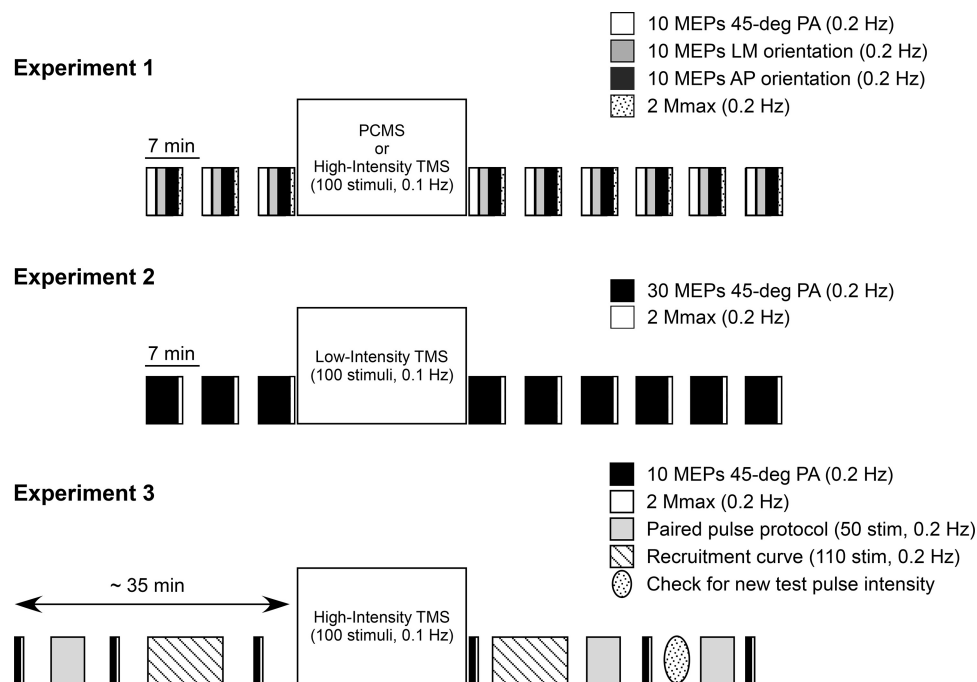 10 MEPs 45-deg PA (0.2 Hz)
10 MEPs LM orientation (0.2 Hz)
10 MEPs AP orientation (0.2 Hz)
2 Mmax (0.2 Hz)
Experiment 1
7 min
PCMS
or
High-Intensity TMS
(100 stimuli, 0.1 Hz)
Experiment 2
30 MEPs 45-deg PA (0.2 Hz)
2 Mmax (0.2 Hz)
7 min
Low-Intensity TMS
(100 stimuli, 0.1 Hz)
Experiment 3
10 MEPs 45-deg PA (0.2 Hz)
2 Mmax (0.2 Hz)
Paired pulse protocol (50 stim, 0.2 Hz)
Recruitment curve (110 stim, 0.2 Hz)
Check for new test pulse intensity
~ 35 min
High-Intensity TMS
(100 stimuli, 0.1 Hz)